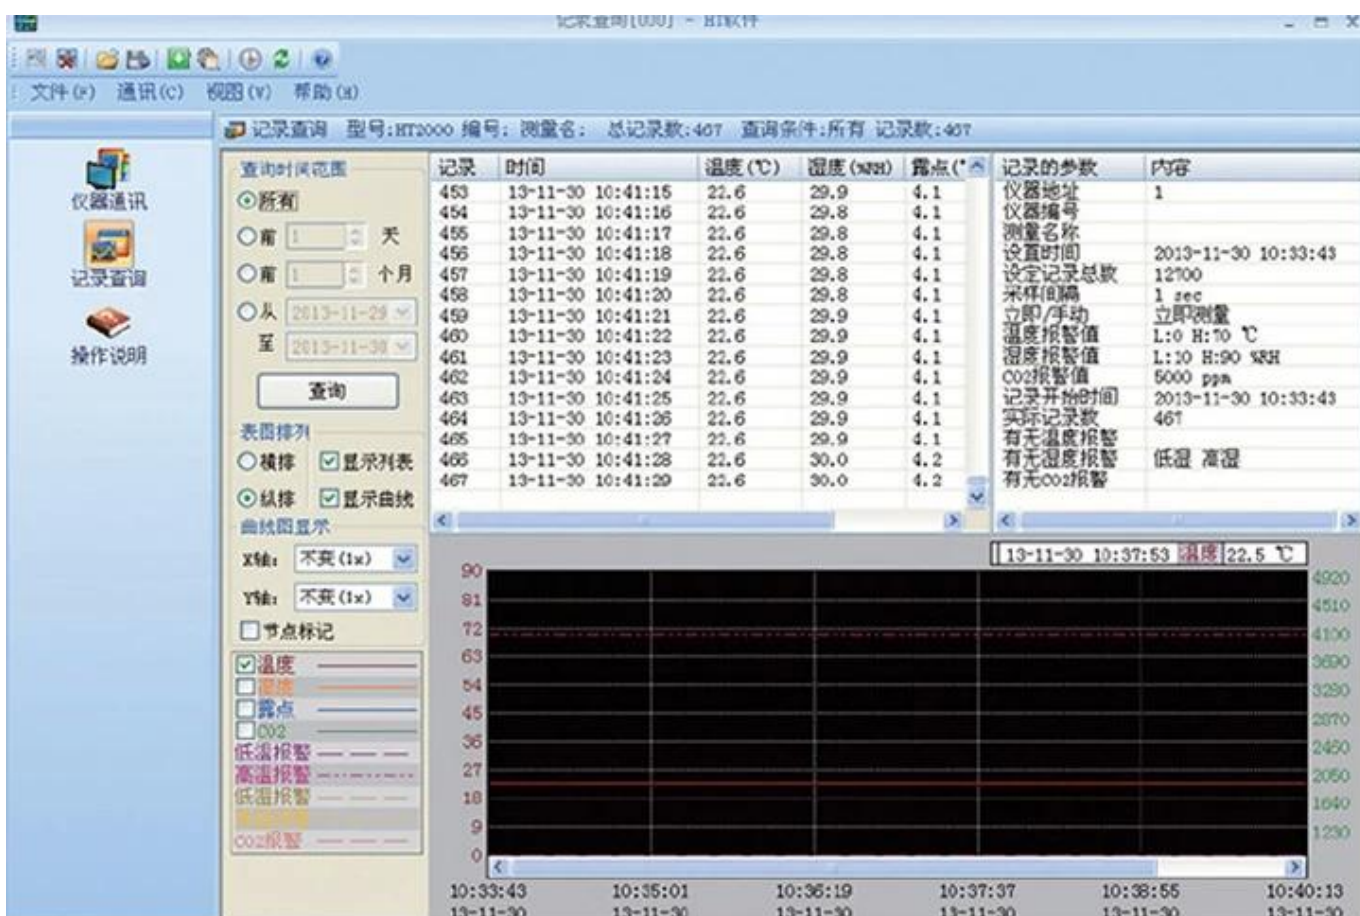 记录查询[030] - HT软件
文件(F) 通讯(C) 视图(V) 帮助(H)
记录查询 型号:HT2000 编号: 测量名: 总记录数:467 查询条件:所有 记录数:467
仪器通讯
记录查询
操作说明
查询时间范围
所有
前 1 天
前 1 个月
从 2013-11-29
至 2013-11-30
查询
表图排列
横排 显示列表
纵排 显示曲线
曲线图显示
X轴: 不变(1x)
Y轴: 不变(1x)
节点标记
温度
湿度
露点
CO2
低温报警
高温报警
低湿报警
CO2报警
记录 时间 温度(℃) 湿度(%RH) 露点(℃
453 13-11-30 10:41:15 22.6 29.9 4.1
454 13-11-30 10:41:16 22.6 29.8 4.1
455 13-11-30 10:41:17 22.6 29.8 4.1
456 13-11-30 10:41:18 22.6 29.8 4.1
457 13-11-30 10:41:19 22.6 29.8 4.1
458 13-11-30 10:41:20 22.6 29.8 4.1
459 13-11-30 10:41:21 22.6 29.9 4.1
460 13-11-30 10:41:22 22.6 29.9 4.1
461 13-11-30 10:41:23 22.6 29.9 4.1
462 13-11-30 10:41:24 22.6 29.9 4.1
463 13-11-30 10:41:25 22.6 29.9 4.1
464 13-11-30 10:41:26 22.6 29.9 4.1
465 13-11-30 10:41:27 22.6 29.9 4.1
466 13-11-30 10:41:28 22.6 30.0 4.2
467 13-11-30 10:41:29 22.6 30.0 4.2
记录的参数 内容
仪器地址 1
仪器编号
测量名称
设置时间 2013-11-30 10:33:43
设定记录总数 12700
采样间隔 1 sec
立即/手动 立即测量
温度报警值 L:0 H:70 ℃
湿度报警值 L:10 H:90 %RH
CO2报警值 5000 ppm
记录开始时间 2013-11-30 10:33:43
实际记录数 467
有无温度报警
有无湿度报警 低湿 高湿
有无CO2报警
13-11-30 10:37:53 温度 22.5 ℃
90
81
72
63
54
45
36
27
18
9
0
4920
4510
4100
3690
3280
2870
2460
2050
1640
1230
10:33:43 10:35:01 10:36:19 10:37:37 10:38:55 10:40:13
13-11-30 13-11-30 13-11-30 13-11-30 13-11-30 13-11-30